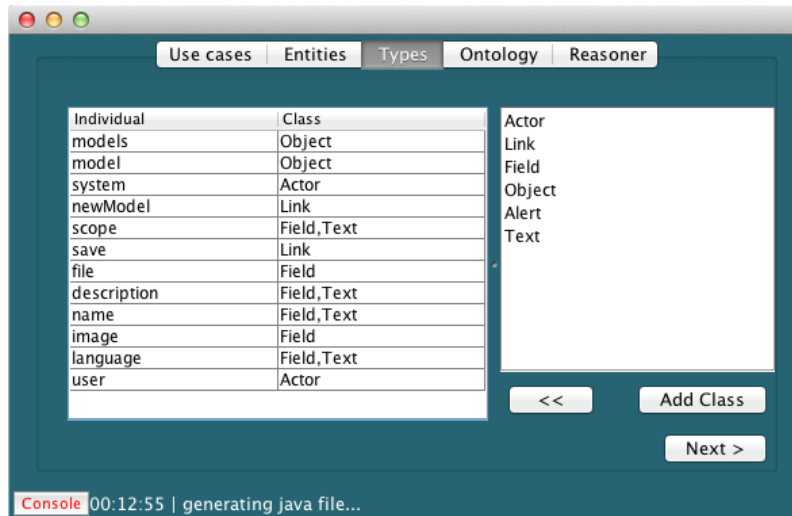 Use cases Entities Types Ontology Reasoner
Individual Class
models Object
model Object
system Actor
newModel Link
scope Field,Text
save Link
file Field
description Field,Text
name Field,Text
image Field
language Field,Text
user Actor
Actor
Link
Field
Object
Alert
Text
<< Add Class
Next >
Console 00:12:55 | generating java file...